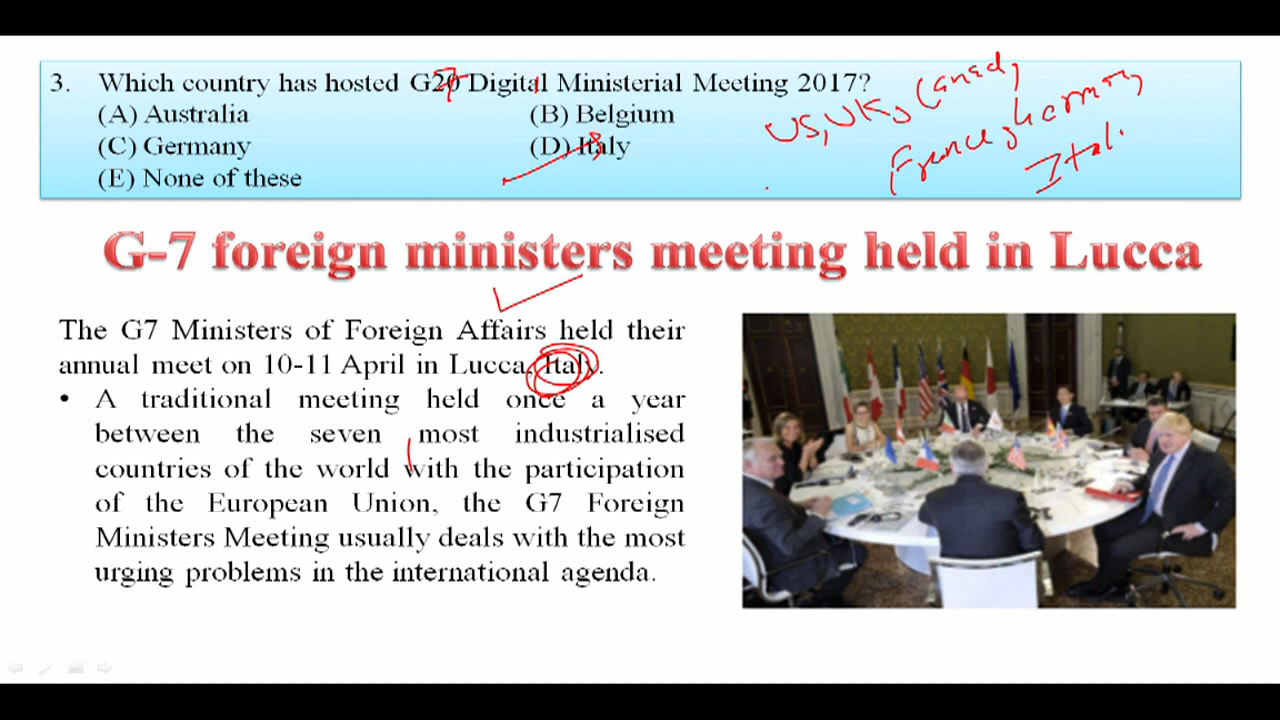 3. Which country has hosted G20 Digital Ministerial Meeting 2017?
7
(A) Australia (B) Belgium
(C) Germany (D) Italy
(E) None of these
US, UK, Canada,
France, Germany,
Itali
G-7 foreign ministers meeting held in Lucca
The G7 Ministers of Foreign Affairs held their
annual meet on 10-11 April in Lucca, Italy.
• A traditional meeting held once a year
between the seven most industrialised
countries of the world with the participation
of the European Union, the G7 Foreign
Ministers Meeting usually deals with the most
urging problems in the international agenda.